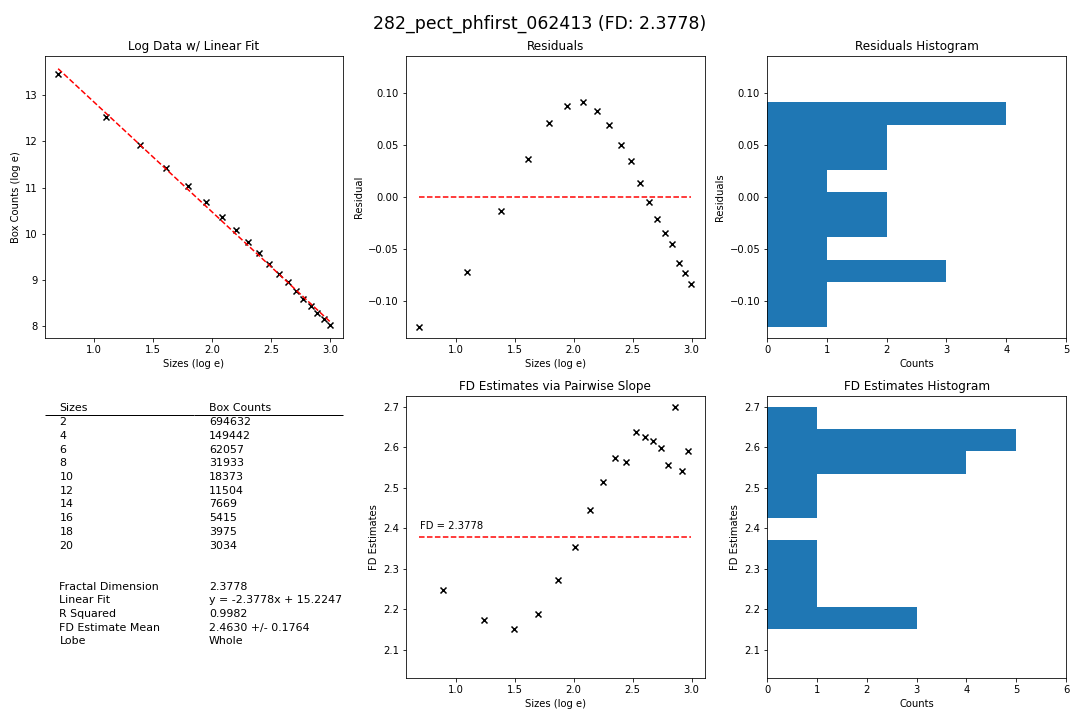 282_pect_phfirst_062413 (FD: 2.3778)
Log Data w/ Linear Fit
Box Counts (log e)
13
12
11
10
9
8
1.0 1.5 2.0 2.5 3.0
Sizes (log e)
Residuals
Residual
0.10
0.05
0.00
−0.05
−0.10
1.0 1.5 2.0 2.5 3.0
Sizes (log e)
Residuals Histogram
Residuals
0.10
0.05
0.00
−0.05
−0.10
0 1 2 3 4 5
Counts
Sizes Box Counts
2 694632
4 149442
6 62057
8 31933
10 18373
12 11504
14 7669
16 5415
18 3975
20 3034
Fractal Dimension 2.3778
Linear Fit y = -2.3778x + 15.2247
R Squared 0.9982
FD Estimate Mean 2.4630 +/- 0.1764
Lobe Whole
FD Estimates via Pairwise Slope
FD Estimates
2.7
2.6
2.5
2.4
2.3
2.2
2.1
FD = 2.3778
1.0 1.5 2.0 2.5 3.0
Sizes (log e)
FD Estimates Histogram
FD Estimates
2.7
2.6
2.5
2.4
2.3
2.2
2.1
0 1 2 3 4 5 6
Counts